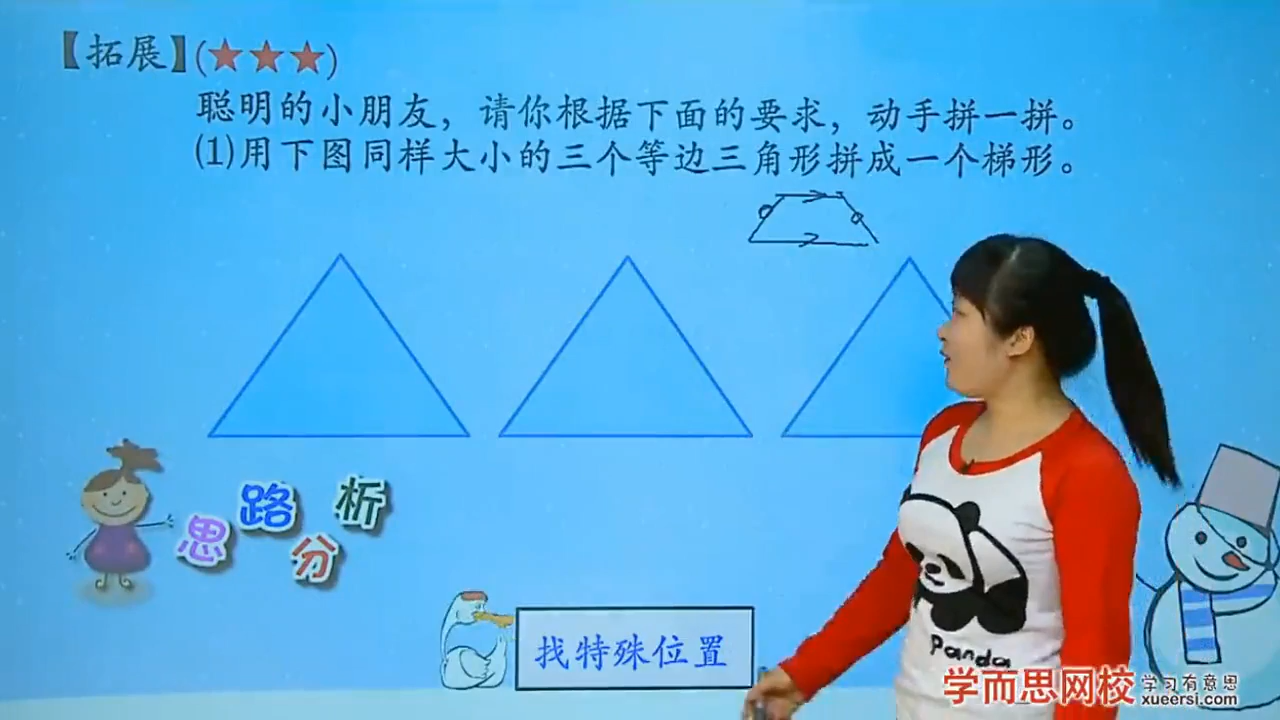 【拓展】(★★★)
聪明的小朋友，请你根据下面的要求，动手拼一拼。
(1)用下图同样大小的三个等边三角形拼成一个梯形。
思路分析
找特殊位置
Panda
学而思网校 学习有意思
xueersi.com